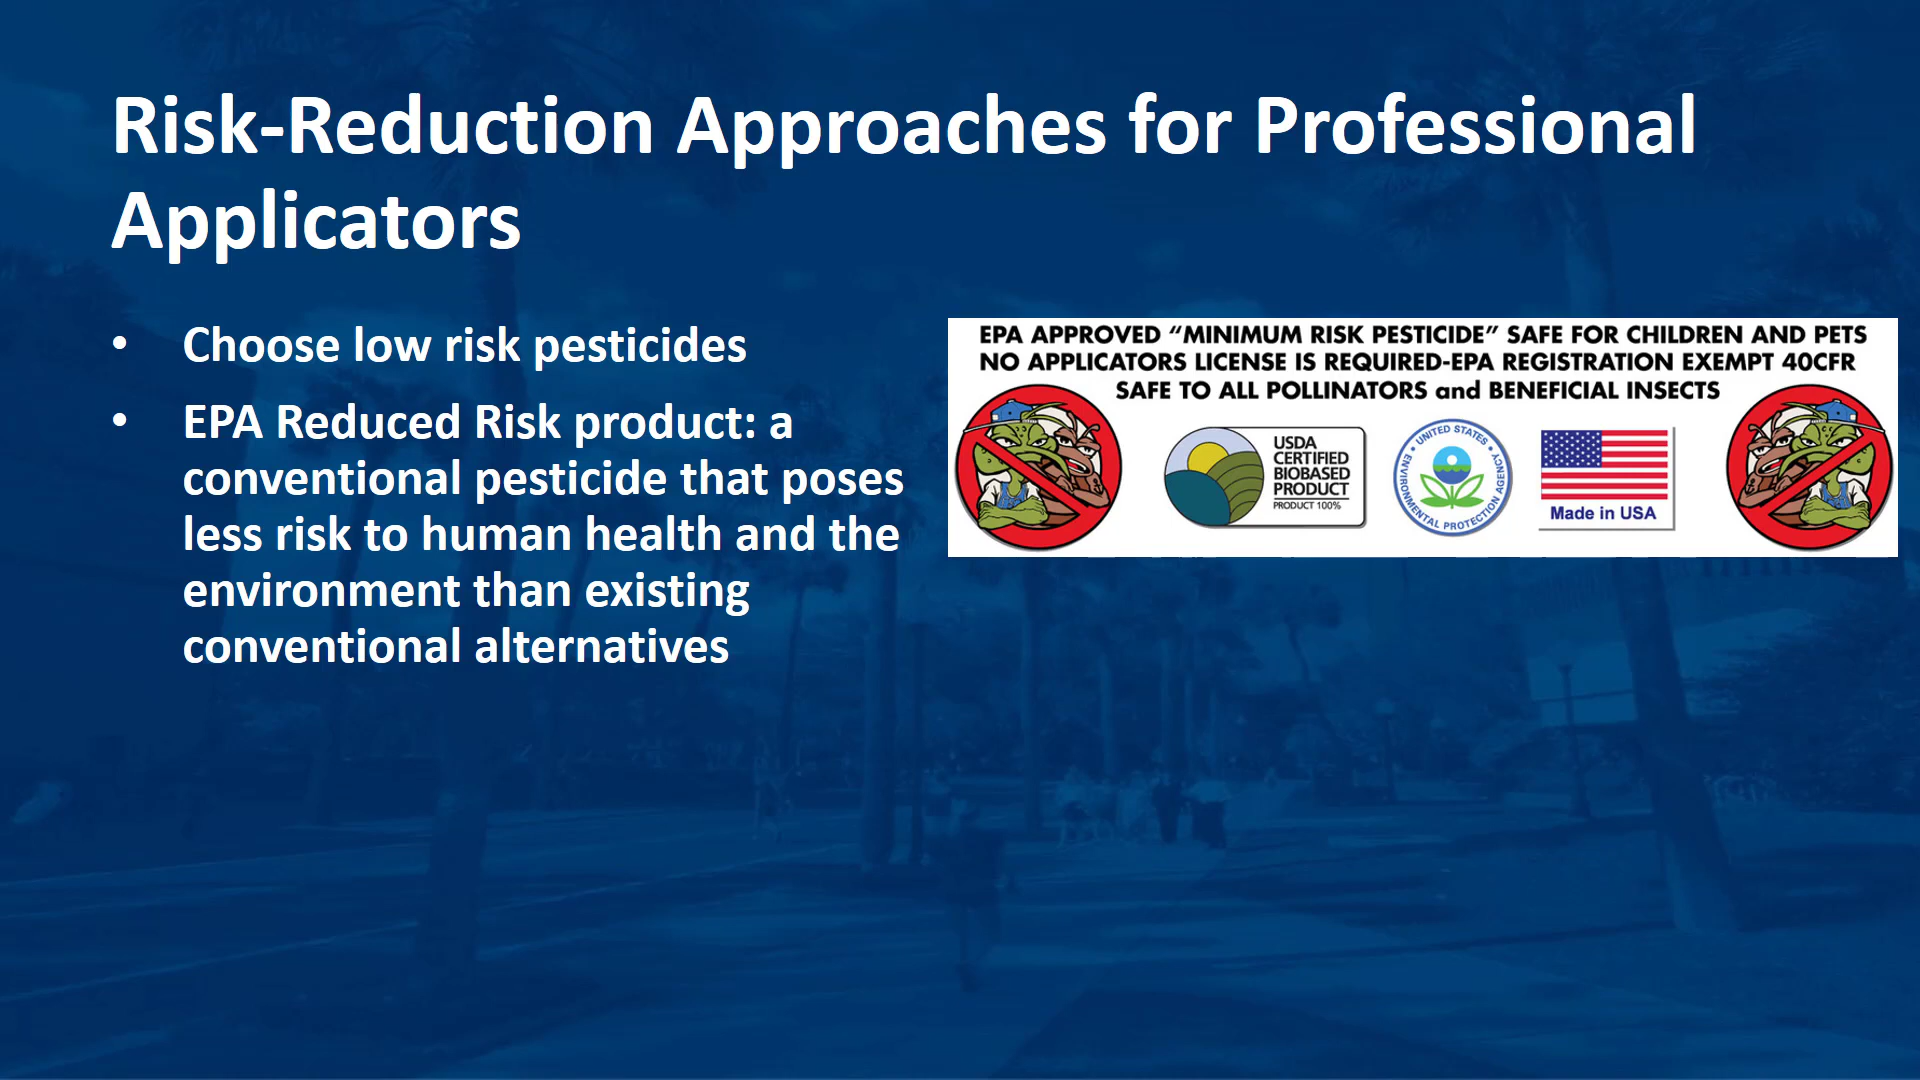 Risk-Reduction Approaches for Professional
Applicators
• Choose low risk pesticides
• EPA Reduced Risk product: a
conventional pesticide that poses
less risk to human health and the
environment than existing
conventional alternatives
EPA APPROVED “MINIMUM RISK PESTICIDE” SAFE FOR CHILDREN AND PETS
NO APPLICATORS LICENSE IS REQUIRED-EPA REGISTRATION EXEMPT 40CFR
SAFE TO ALL POLLINATORS and BENEFICIAL INSECTS
USDA
CERTIFIED
BIOBASED
PRODUCT
PRODUCT 100%
UNITED STATES
ENVIRONMENTAL PROTECTION AGENCY
Made in USA